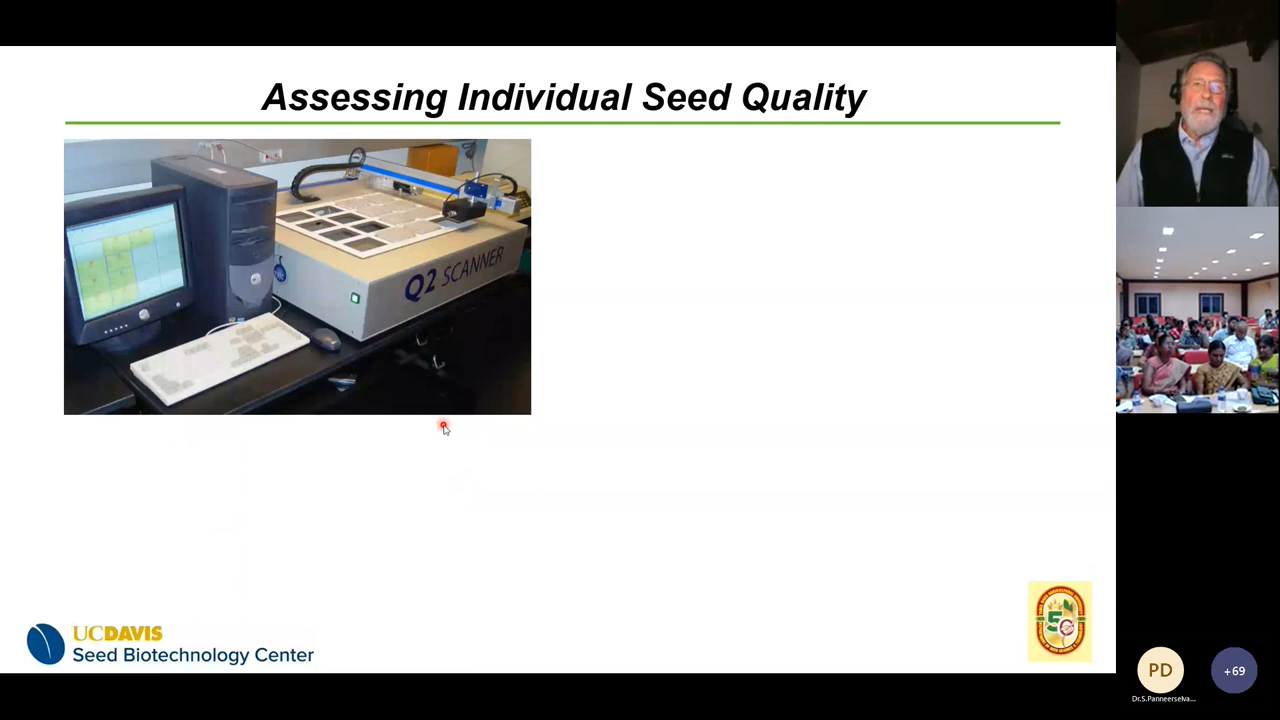 Assessing Individual Seed Quality
Q2 SCANNER
UCDAVIS
Seed Biotechnology Center
PD
+69
Dr.S.Panneerselva...